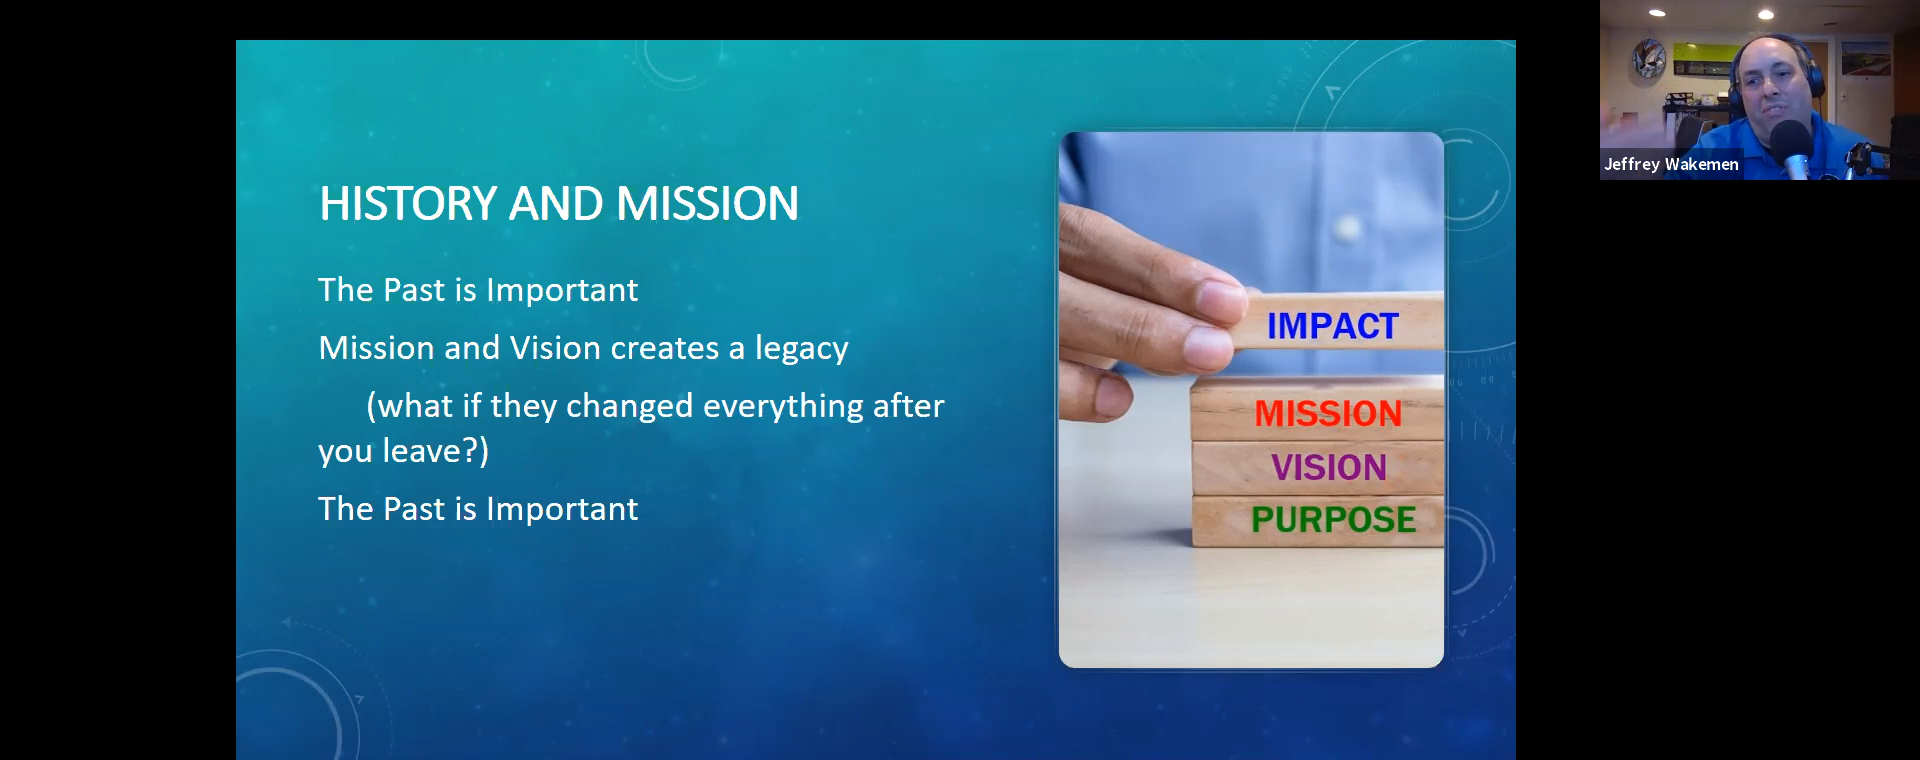 HISTORY AND MISSION
The Past is Important
Mission and Vision creates a legacy
(what if they changed everything after
you leave?)
The Past is Important
IMPACT
MISSION
VISION
PURPOSE
Jeffrey Wakemen